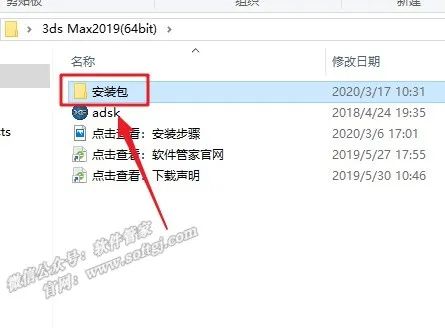 剪贴板 组织 新建
3ds Max2019(64bit)
名称 修改日期
安装包 2020/3/17 10:31
adsk 2018/4/24 19:35
点击查看：安装步骤 2020/3/6 17:01
点击查看：软件管家官网 2019/5/27 17:55
点击查看：下载声明 2019/5/30 10:46
ts
微信公众号：软件管家
官网：www.softgj.com